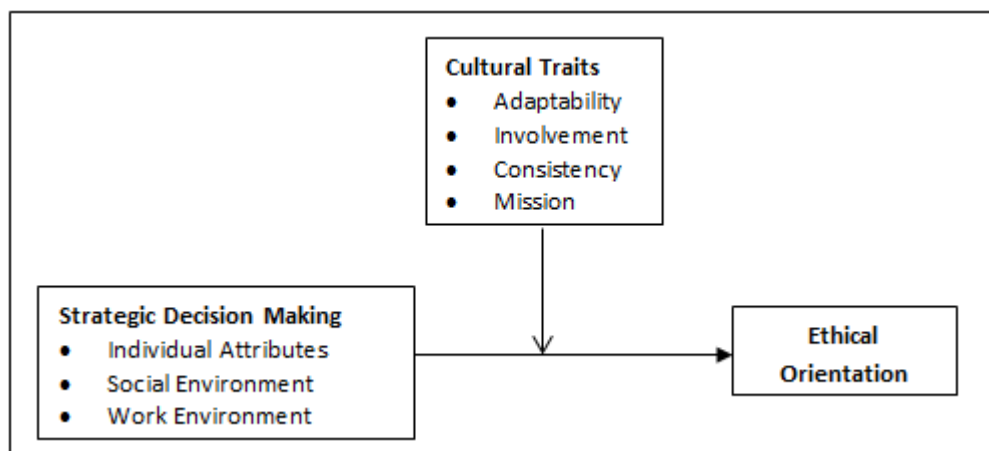 Cultural Traits
● Adaptability
● Involvement
● Consistency
● Mission
Strategic Decision Making
● Individual Attributes
● Social Environment
● Work Environment
Ethical
Orientation